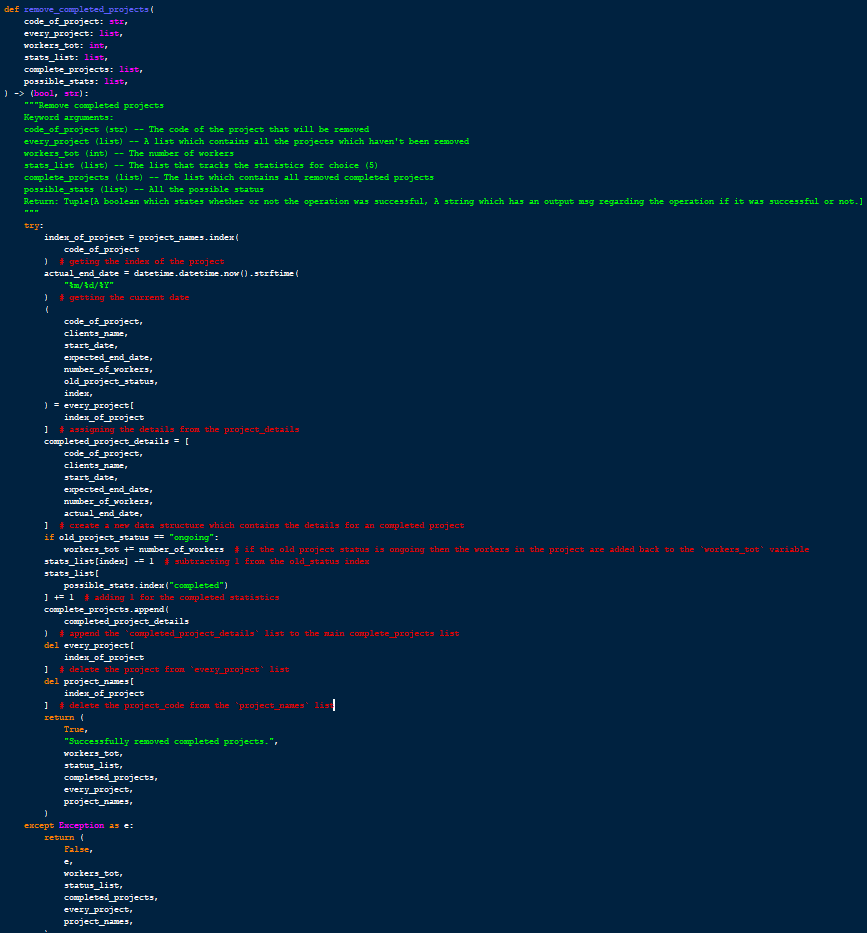 def remove_completed_projects(
    code_of_project: str,
    every_project: list,
    workers_tot: int,
    stats_list: list,
    complete_projects: list,
    possible_stats: list,
) -> (bool, str):
    """Remove completed projects
    Keyword arguments:
    code_of_project (str) -- The code of the project that will be removed
    every_project (list) -- A list which contains all the projects which haven't been removed
    workers_tot (int) -- The number of workers
    stats_list (list) -- The list that tracks the statistics for choice (5)
    complete_projects (list) -- The list which contains all removed completed projects
    possible_stats (list) -- All the possible status
    Return: Tuple[A boolean which states whether or not the operation was successful, A string which has an output msg regarding the operation if it was successful or not.]
    """
    try:
        index_of_project = project_names.index(
            code_of_project
        )  # geting the index of the project
        actual_end_date = datetime.datetime.now().strftime(
            "%m/%d/%Y"
        )  # getting the current date
        (
            code_of_project,
            clients_name,
            start_date,
            expected_end_date,
            number_of_workers,
            old_project_status,
            index,
        ) = every_project[
            index_of_project
        ]  # assigning the details from the project_details
        completed_project_details = [
            code_of_project,
            clients_name,
            start_date,
            expected_end_date,
            number_of_workers,
            actual_end_date,
        ]  # create a new data structure which contains the details for an completed project
        if old_project_status == "ongoing":
            workers_tot += number_of_workers  # if the old project status is ongoing then the workers in the project are added back to the `workers_tot` variable
        stats_list[index] -= 1  # subtracting 1 from the old_status index
        stats_list[
            possible_stats.index("completed")
        ] += 1  # adding 1 for the completed statistics
        complete_projects.append(
            completed_project_details
        )  # append the `completed_project_details` list to the main complete_projects list
        del every_project[
            index_of_project
        ]  # delete the project from `every_project` list
        del project_names[
            index_of_project
        ]  # delete the project_code from the `project_names` list
        return (
            True,
            "Successfully removed completed projects.",
            workers_tot,
            status_list,
            completed_projects,
            every_project,
            project_names,
        )
    except Exception as e:
        return (
            False,
            e,
            workers_tot,
            status_list,
            completed_projects,
            every_project,
            project_names,